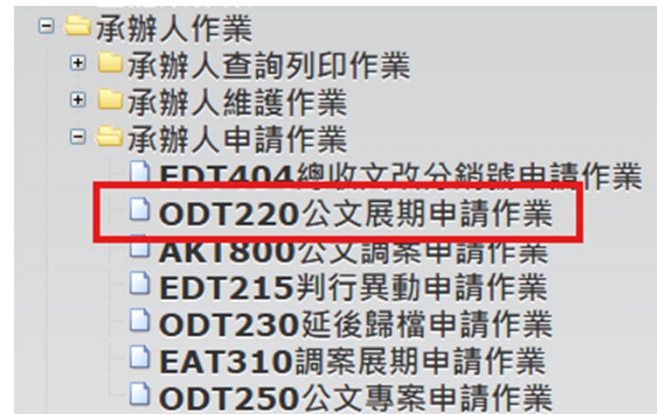 承辦人作業
承辦人查詢列印作業
承辦人維護作業
承辦人申請作業
EDT404總收文改分銷號申請作業
ODT220公文展期申請作業
AKT800公文調案申請作業
EDT215判行異動申請作業
ODT230延後歸檔申請作業
EAT310調案展期申請作業
ODT250公文專案申請作業